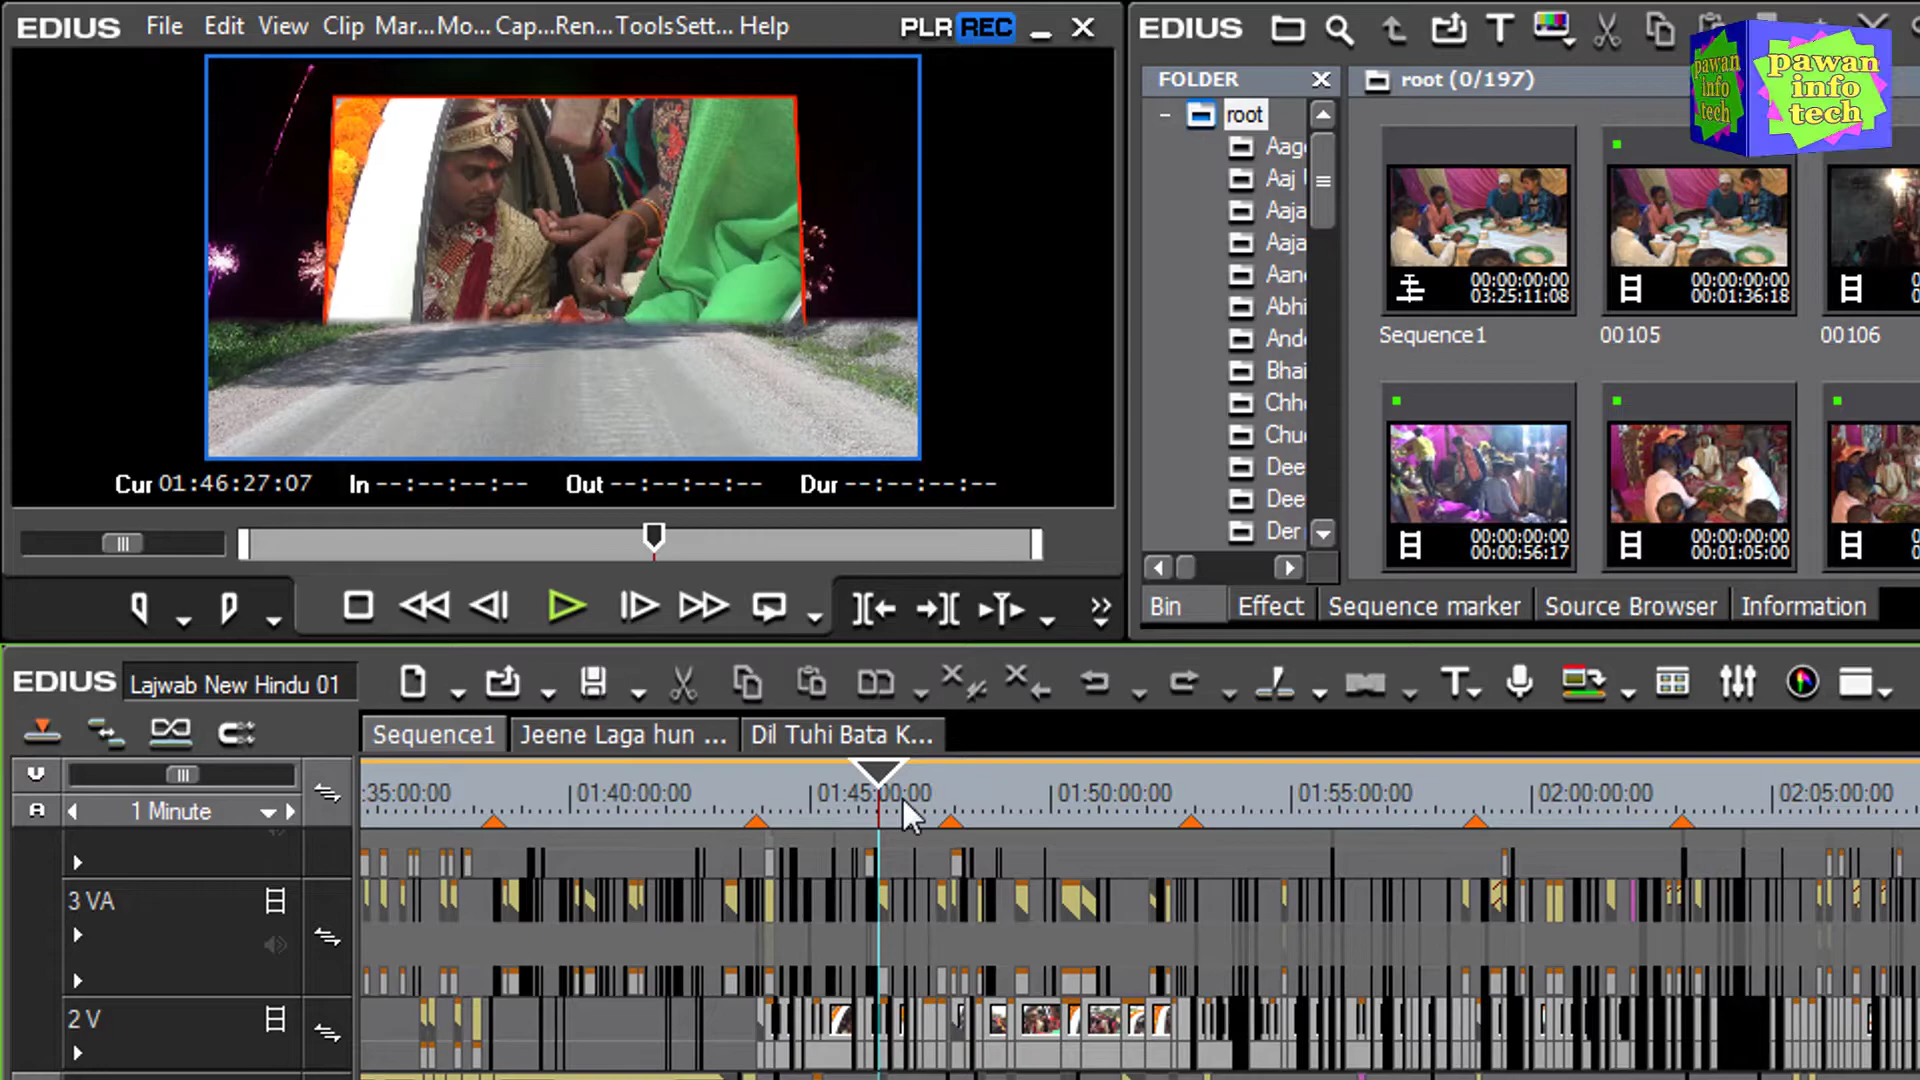 EDIUS File Edit View Clip Mar... Mo... Cap... Ren... Tools Sett... Help PLR REC
Cur 01:46:27:07 In --:--:--:-- Out --:--:--:-- Dur --:--:--:--
EDIUS T
FOLDER
root
Aag
Aaj
Aaja
Aaja
Aan
Abhi
And
Bhai
Chh
Chu
Dee
Dee
Der
root (0/197)
00:00:00:00
03:25:11:08
Sequence1
00:00:00:00
00:01:36:18
00105
00106
00:00:00:00
00:00:56:17
00:00:00:00
00:01:05:00
Bin Effect Sequence marker Source Browser Information
pawan
info
tech
pawan
info
tech
EDIUS Lajwab New Hindu 01
Sequence1 Jeene Laga hun ... Dil Tuhi Bata K...
V
A 1 Minute
:35:00:00 01:40:00:00 01:45:00:00 01:50:00:00 01:55:00:00 02:00:00:00 02:05:00:00
3 VA
2 V